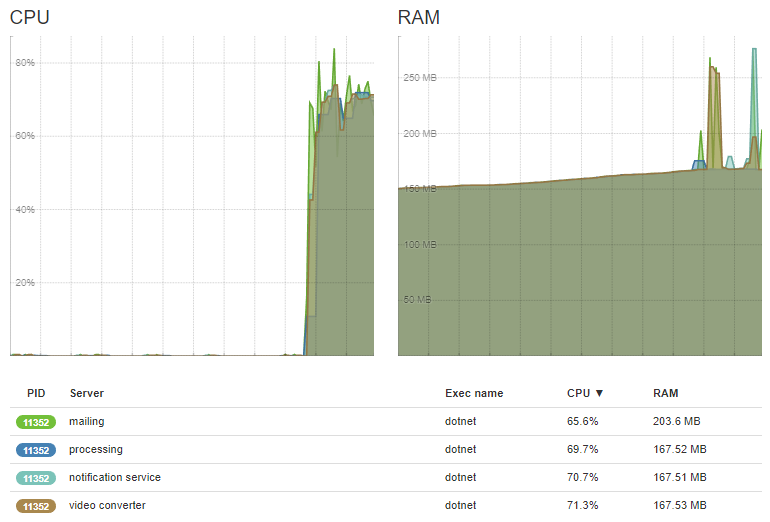 CPU
80%
60%
40%
20%
RAM
250 MB
200 MB
150 MB
100 MB
50 MB
PID Server Exec name CPU ▼ RAM
11352 mailing dotnet 65.6% 203.6 MB
11352 processing dotnet 69.7% 167.52 MB
11352 notification service dotnet 70.7% 167.51 MB
11352 video converter dotnet 71.3% 167.53 MB